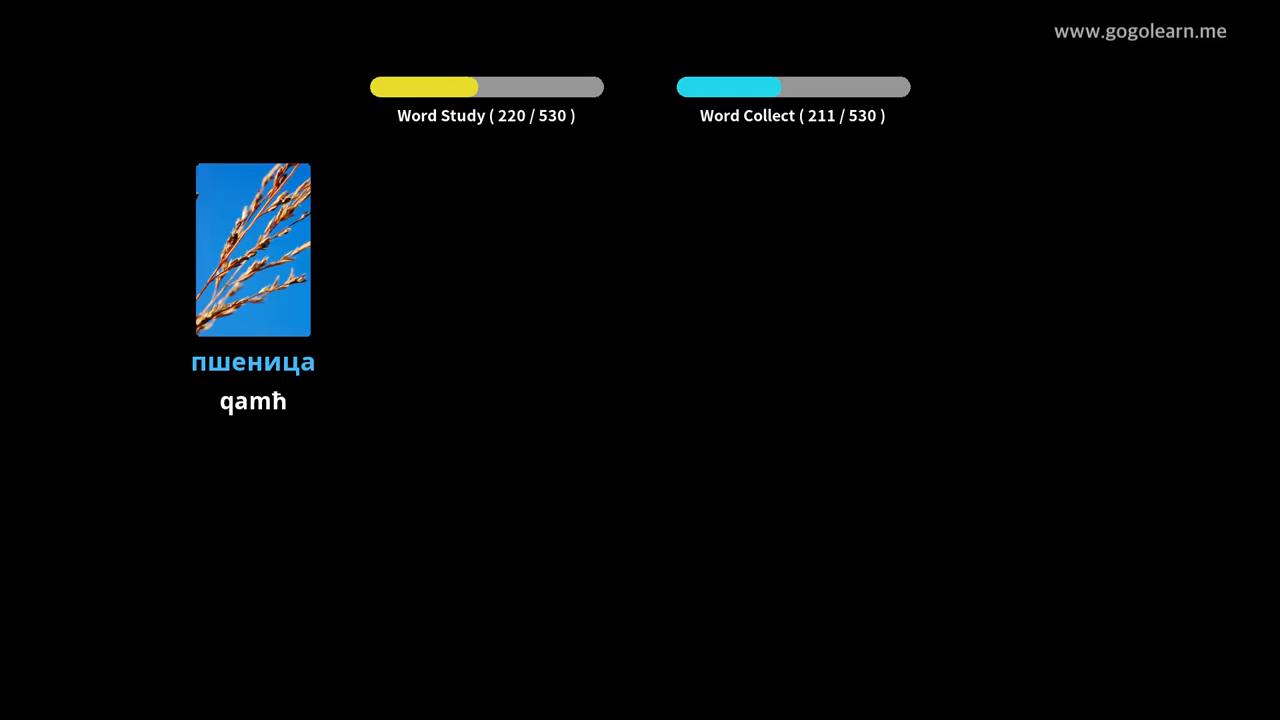 www.gogolearn.me
Word Study ( 220 / 530 )
Word Collect ( 211 / 530 )
пшеница
qamħ